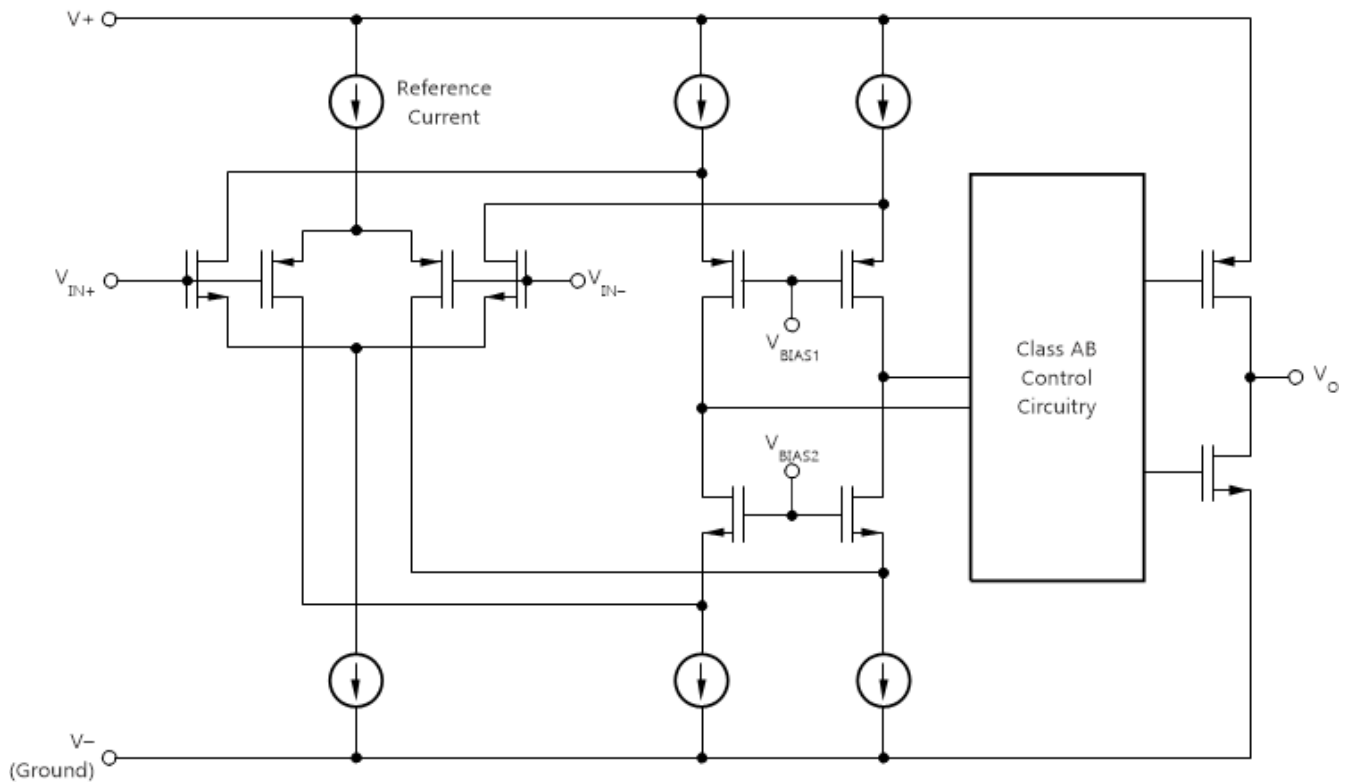 V+
Reference
Current
VIN+
VIN−
VBIAS1
VBIAS2
Class AB
Control
Circuitry
VO
V−
(Ground)